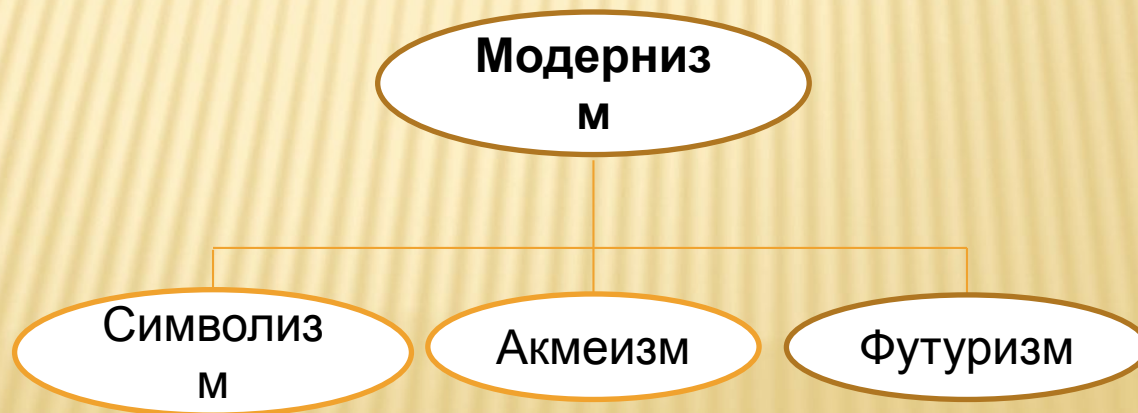 Модерниз
м
Символиз
м
Акмеизм
Футуризм